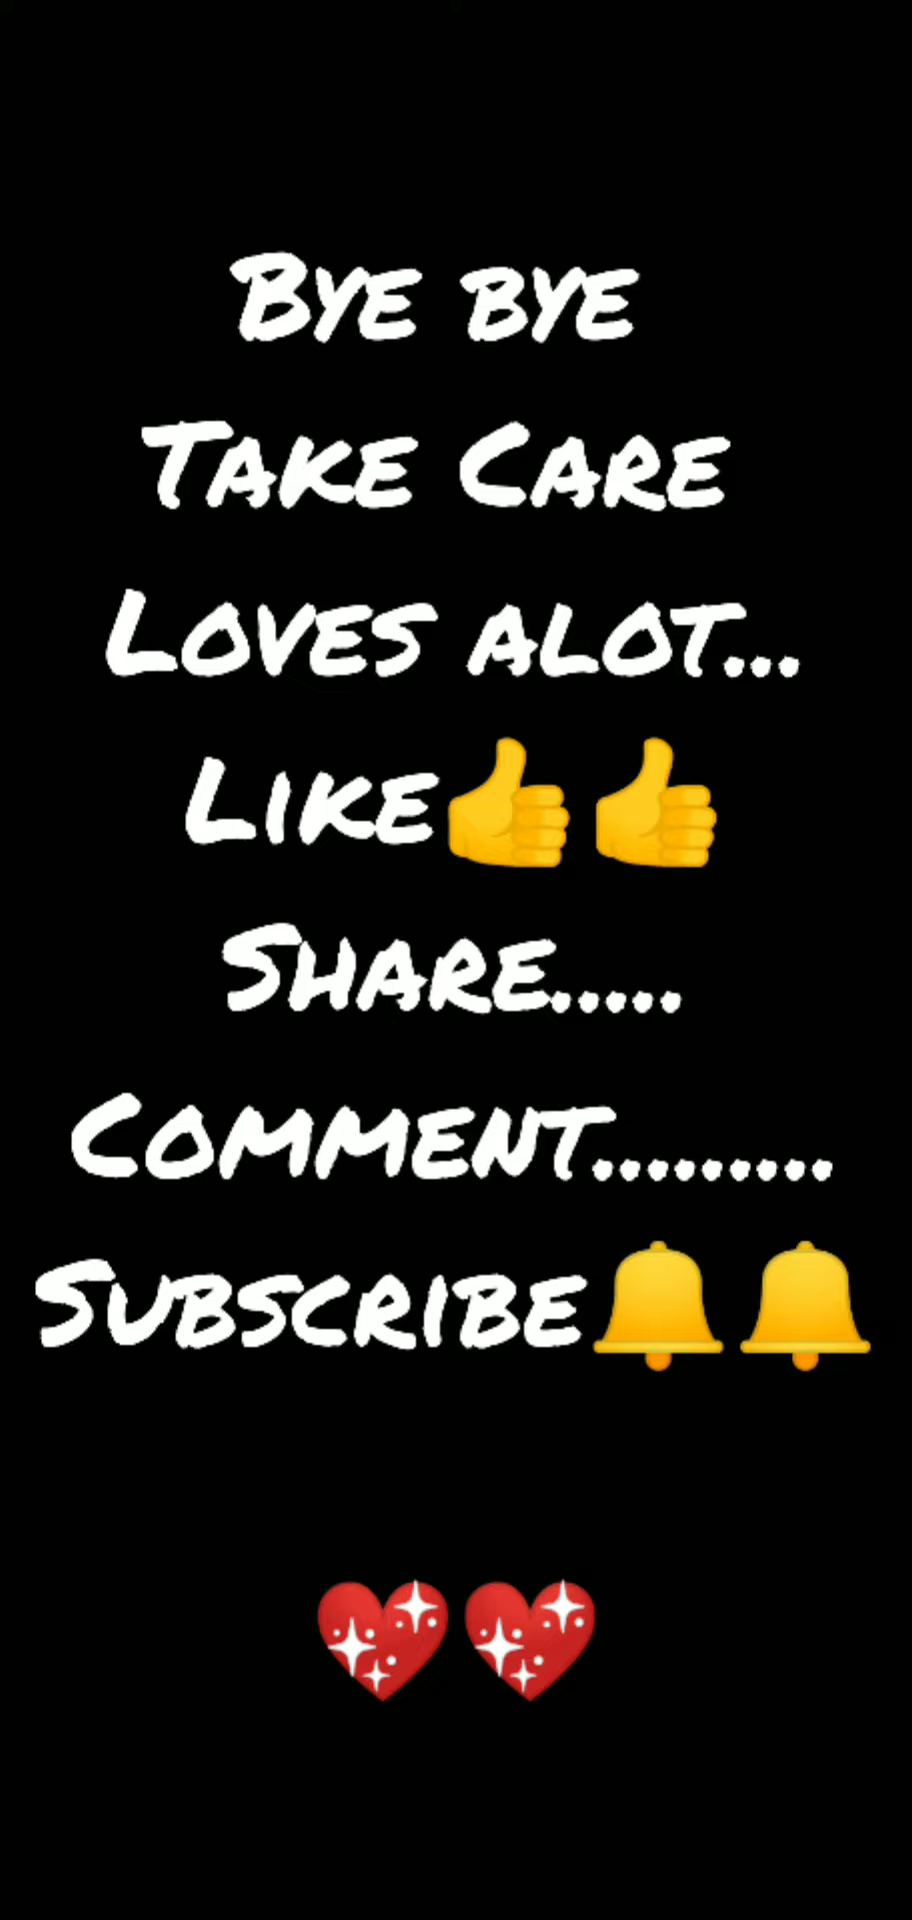 Bye bye
Take Care
Loves alot...
Like👍👍
Share.....
Comment.........
Subscribe🔔🔔
💖💖